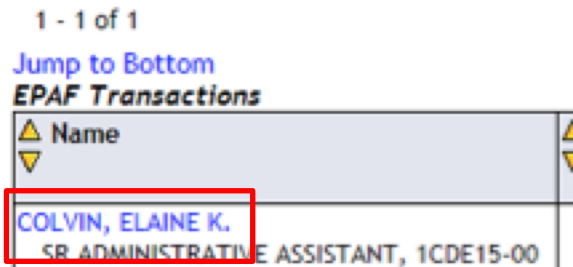 1 - 1 of 1
Jump to Bottom
EPAF Transactions
Name
COLVIN, ELAINE K.
SR ADMINISTRATIVE ASSISTANT, 1CDE15-00